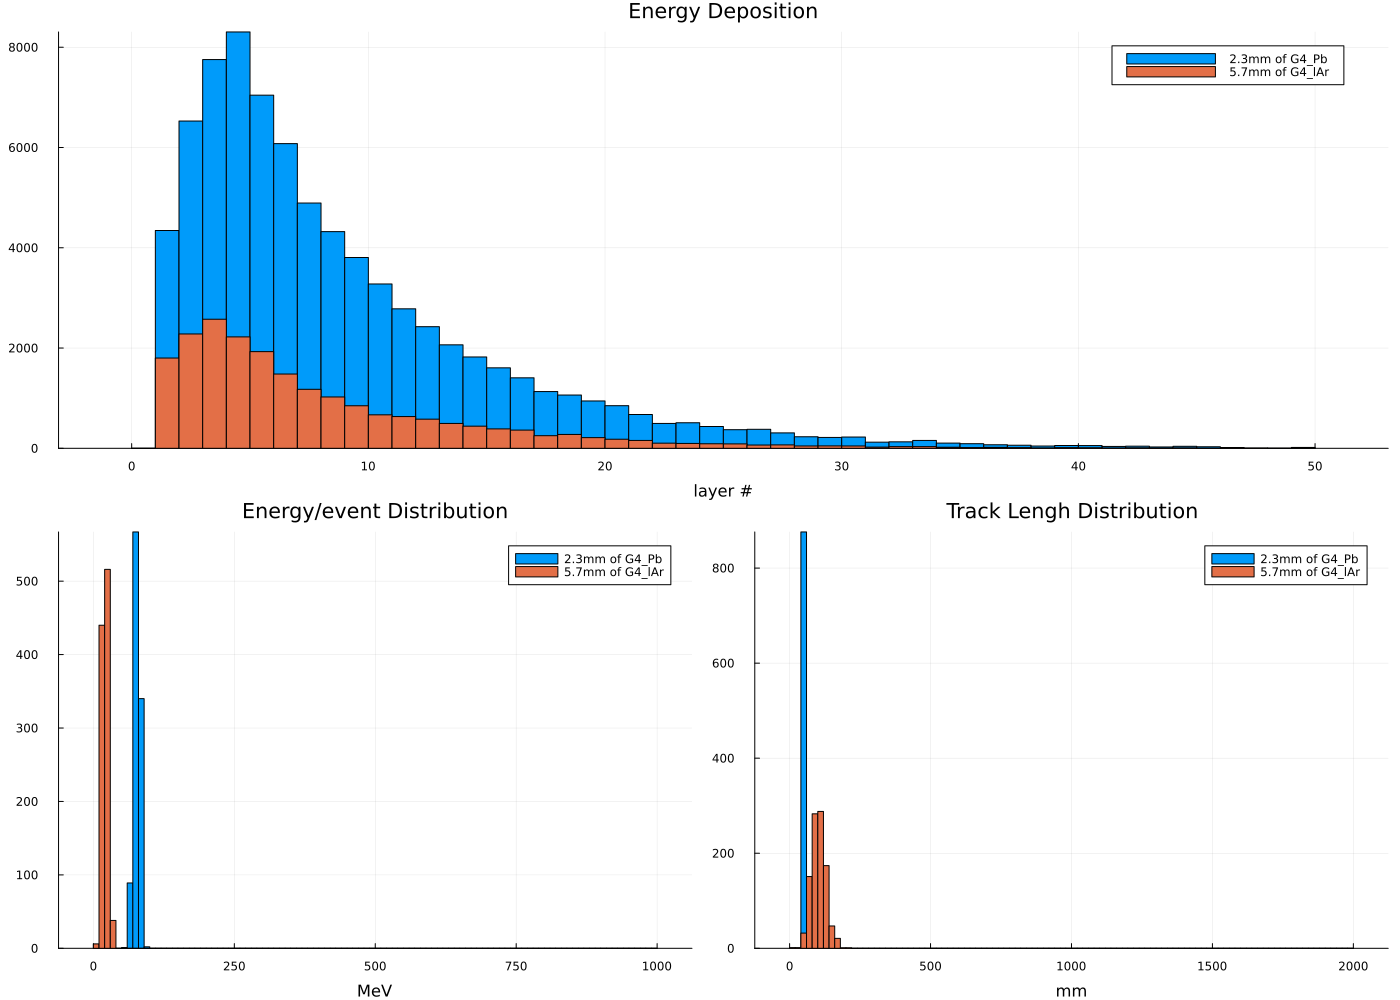 Energy Deposition
8000
6000
4000
2000
0
2.3mm of G4_Pb
5.7mm of G4_lAr
0 10 20 30 40 50
layer #
Energy/event Distribution
500
400
300
200
100
0
2.3mm of G4_Pb
5.7mm of G4_lAr
0 250 500 750 1000
MeV
Track Lengh Distribution
800
600
400
200
0
2.3mm of G4_Pb
5.7mm of G4_lAr
0 500 1000 1500 2000
mm